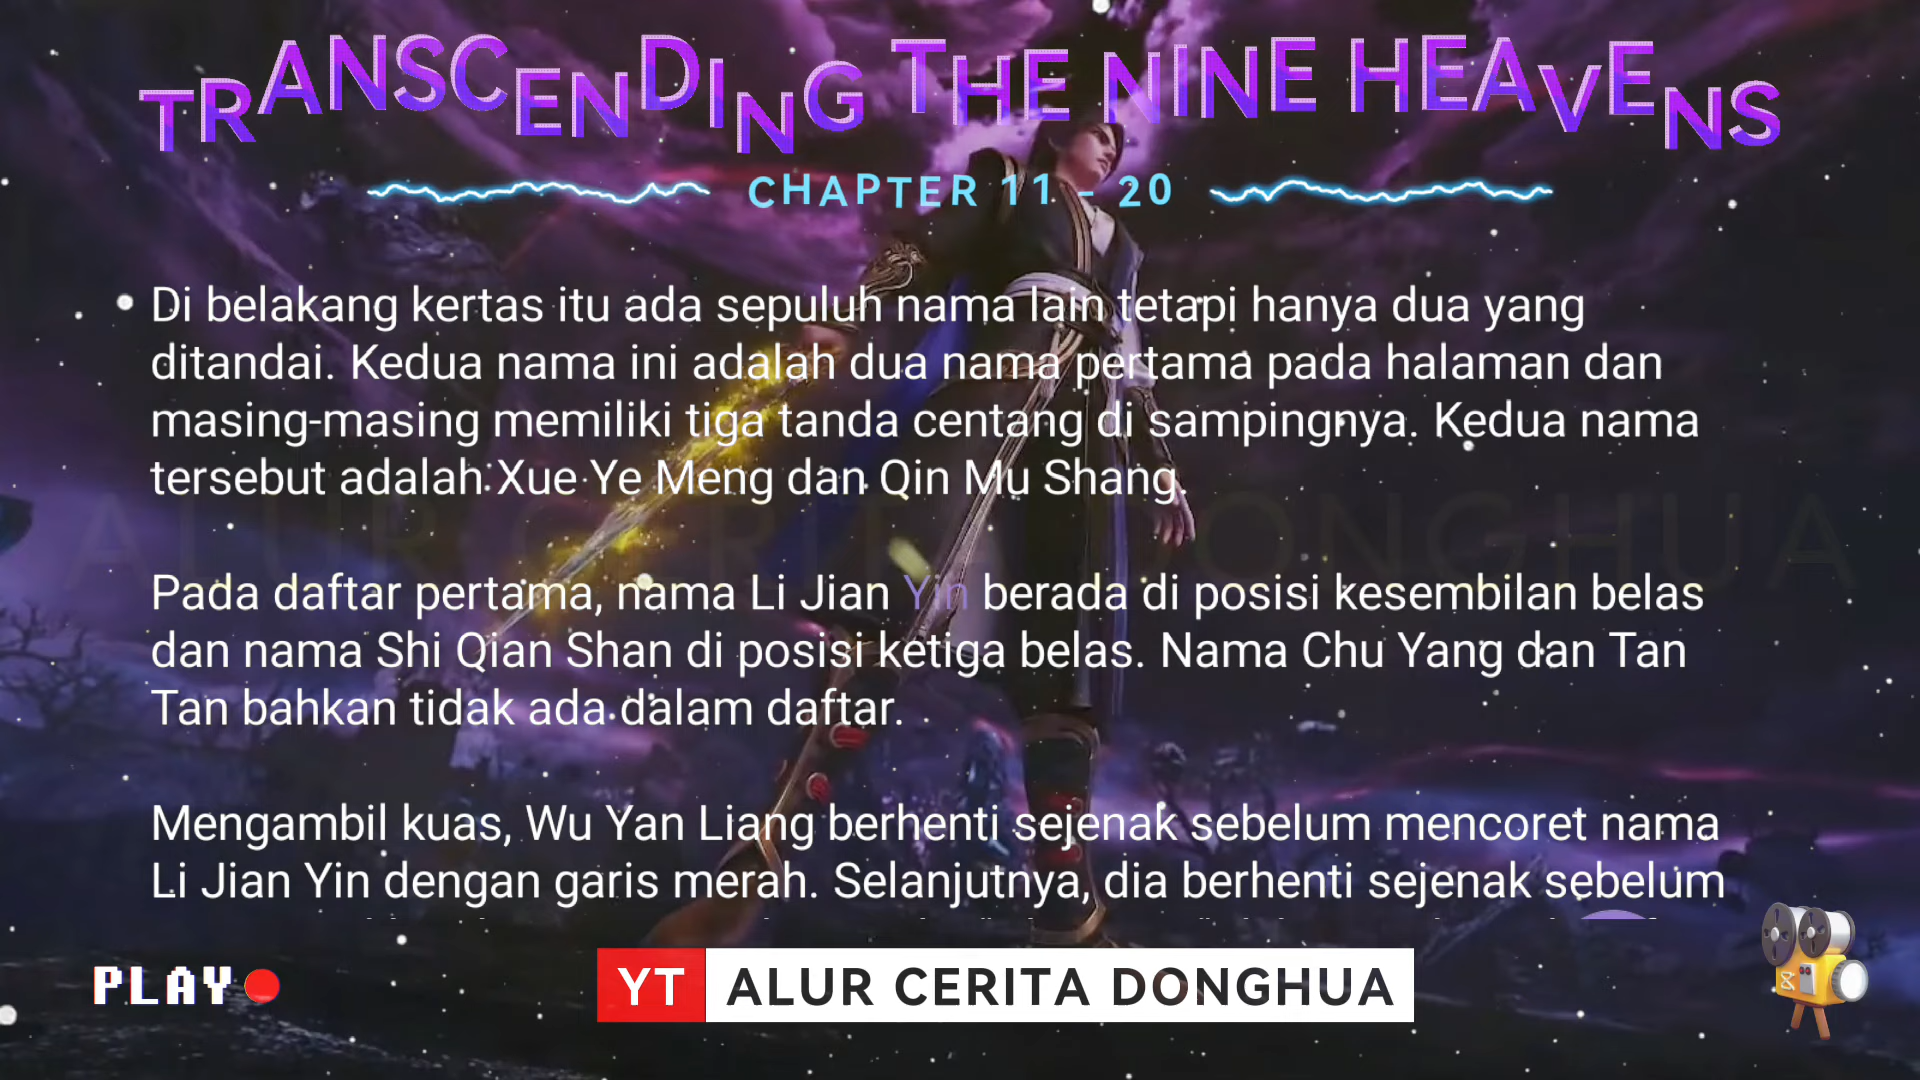 TRANSCENDING THE NINE HEAVENS
CHAPTER 11 - 20
• Di belakang kertas itu ada sepuluh nama lain tetapi hanya dua yang
ditandai. Kedua nama ini adalah dua nama pertama pada halaman dan
masing-masing memiliki tiga tanda centang di sampingnya. Kedua nama
tersebut adalah Xue Ye Meng dan Qin Mu Shang.
ALUR CERITA DONGHUA
Pada daftar pertama, nama Li Jian Yin berada di posisi kesembilan belas
dan nama Shi Qian Shan di posisi ketiga belas. Nama Chu Yang dan Tan
Tan bahkan tidak ada dalam daftar.
Mengambil kuas, Wu Yan Liang berhenti sejenak sebelum mencoret nama
Li Jian Yin dengan garis merah. Selanjutnya, dia berhenti sejenak sebelum
PLAY
YT ALUR CERITA DONGHUA